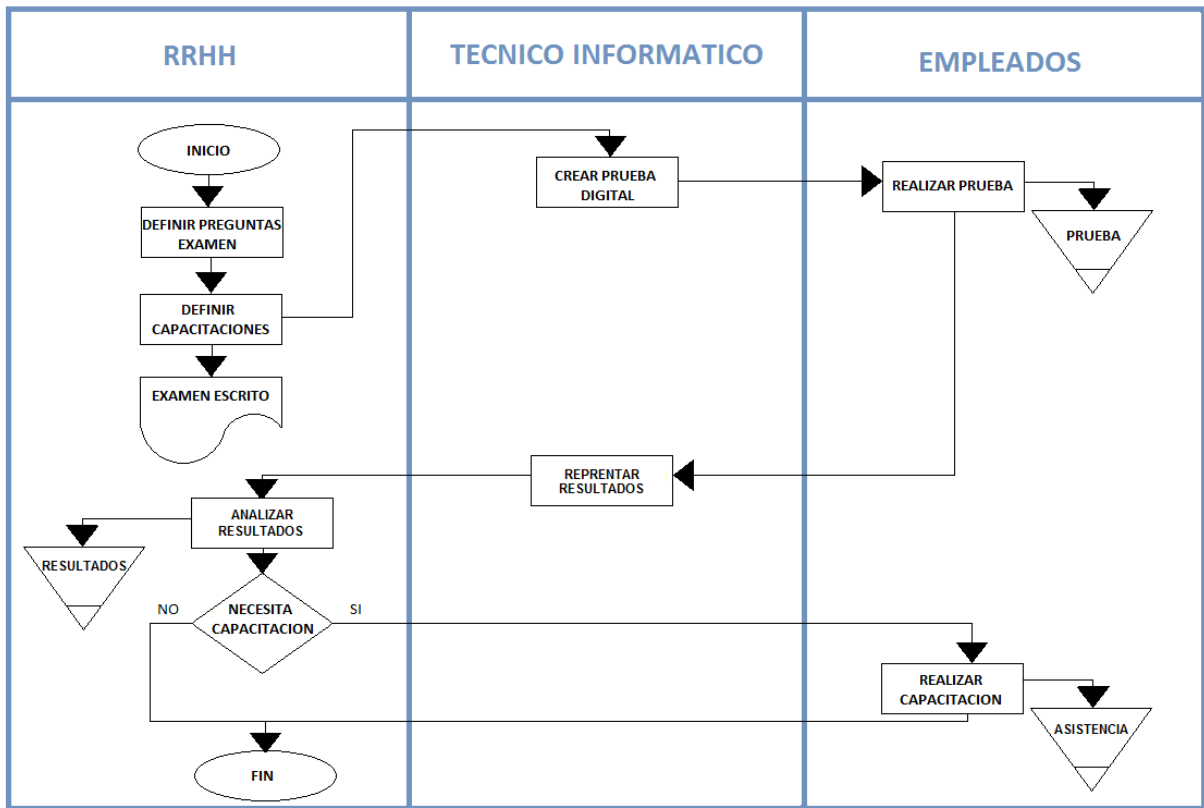 RRHH
TECNICO INFORMATICO
EMPLEADOS
INICIO
DEFINIR PREGUNTAS
EXAMEN
DEFINIR
CAPACITACIONES
EXAMEN ESCRITO
CREAR PRUEBA
DIGITAL
REALIZAR PRUEBA
PRUEBA
REPRENTAR
RESULTADOS
ANALIZAR
RESULTADOS
RESULTADOS
NO
NECESITA
CAPACITACION
SI
REALIZAR
CAPACITACION
ASISTENCIA
FIN